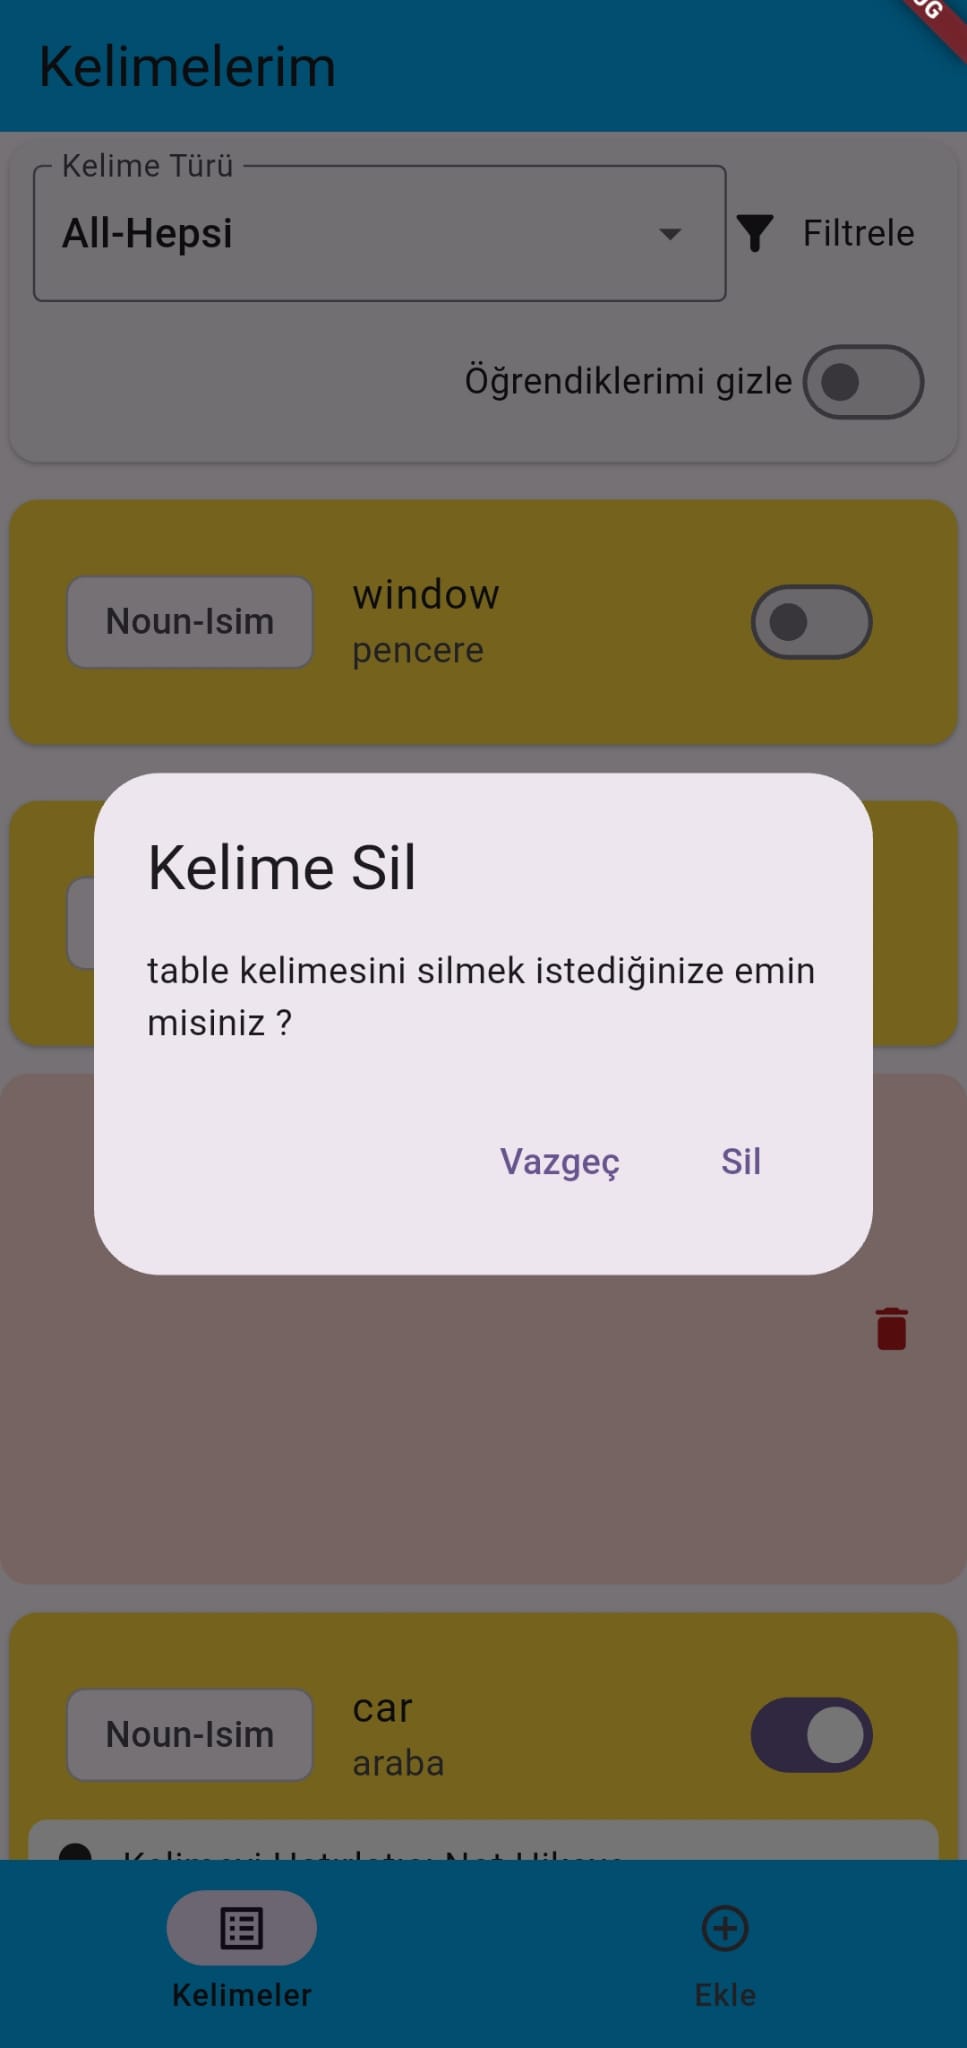 Kelimelerim
Kelime Türü
All-Hepsi
Filtrele
Öğrendiklerimi gizle
Noun-Isim
window
pencere
Kelime Sil
table kelimesini silmek istediğinize emin
misiniz ?
Vazgeç
Sil
Noun-Isim
car
araba
Kelimeler
Ekle